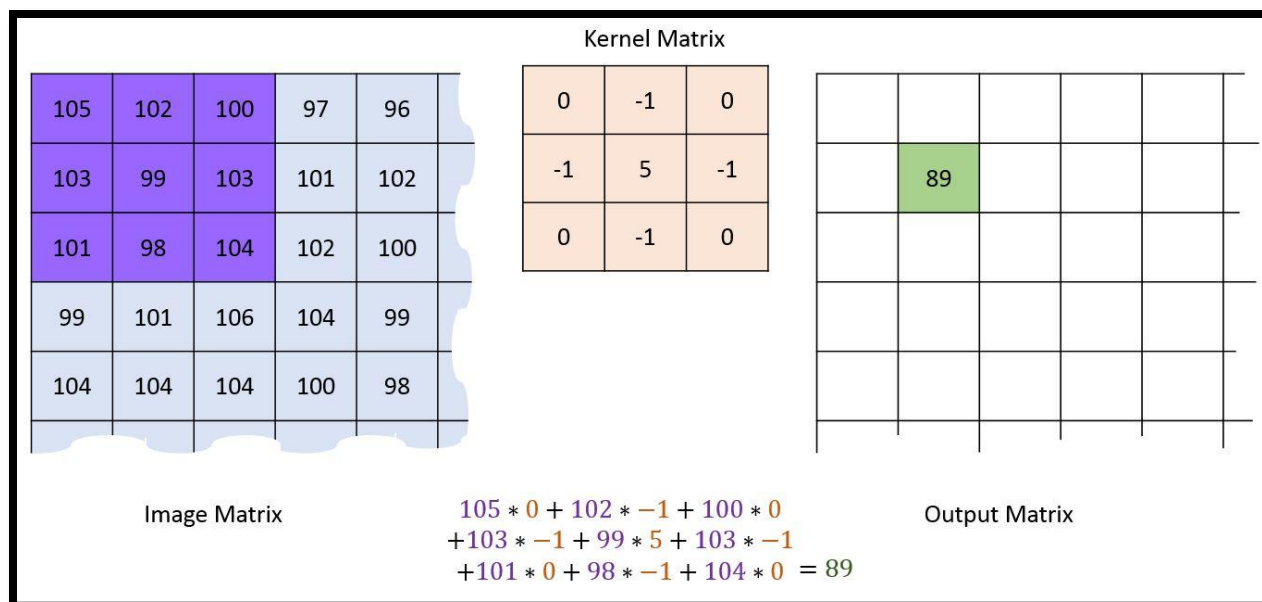 Kernel Matrix
105 102 100 97 96
103 99 103 101 102
101 98 104 102 100
99 101 106 104 99
104 104 104 100 98
0 -1 0
-1 5 -1
0 -1 0
89
Image Matrix
105 * 0 + 102 * −1 + 100 * 0
+103 * −1 + 99 * 5 + 103 * −1
+101 * 0 + 98 * −1 + 104 * 0 = 89
Output Matrix